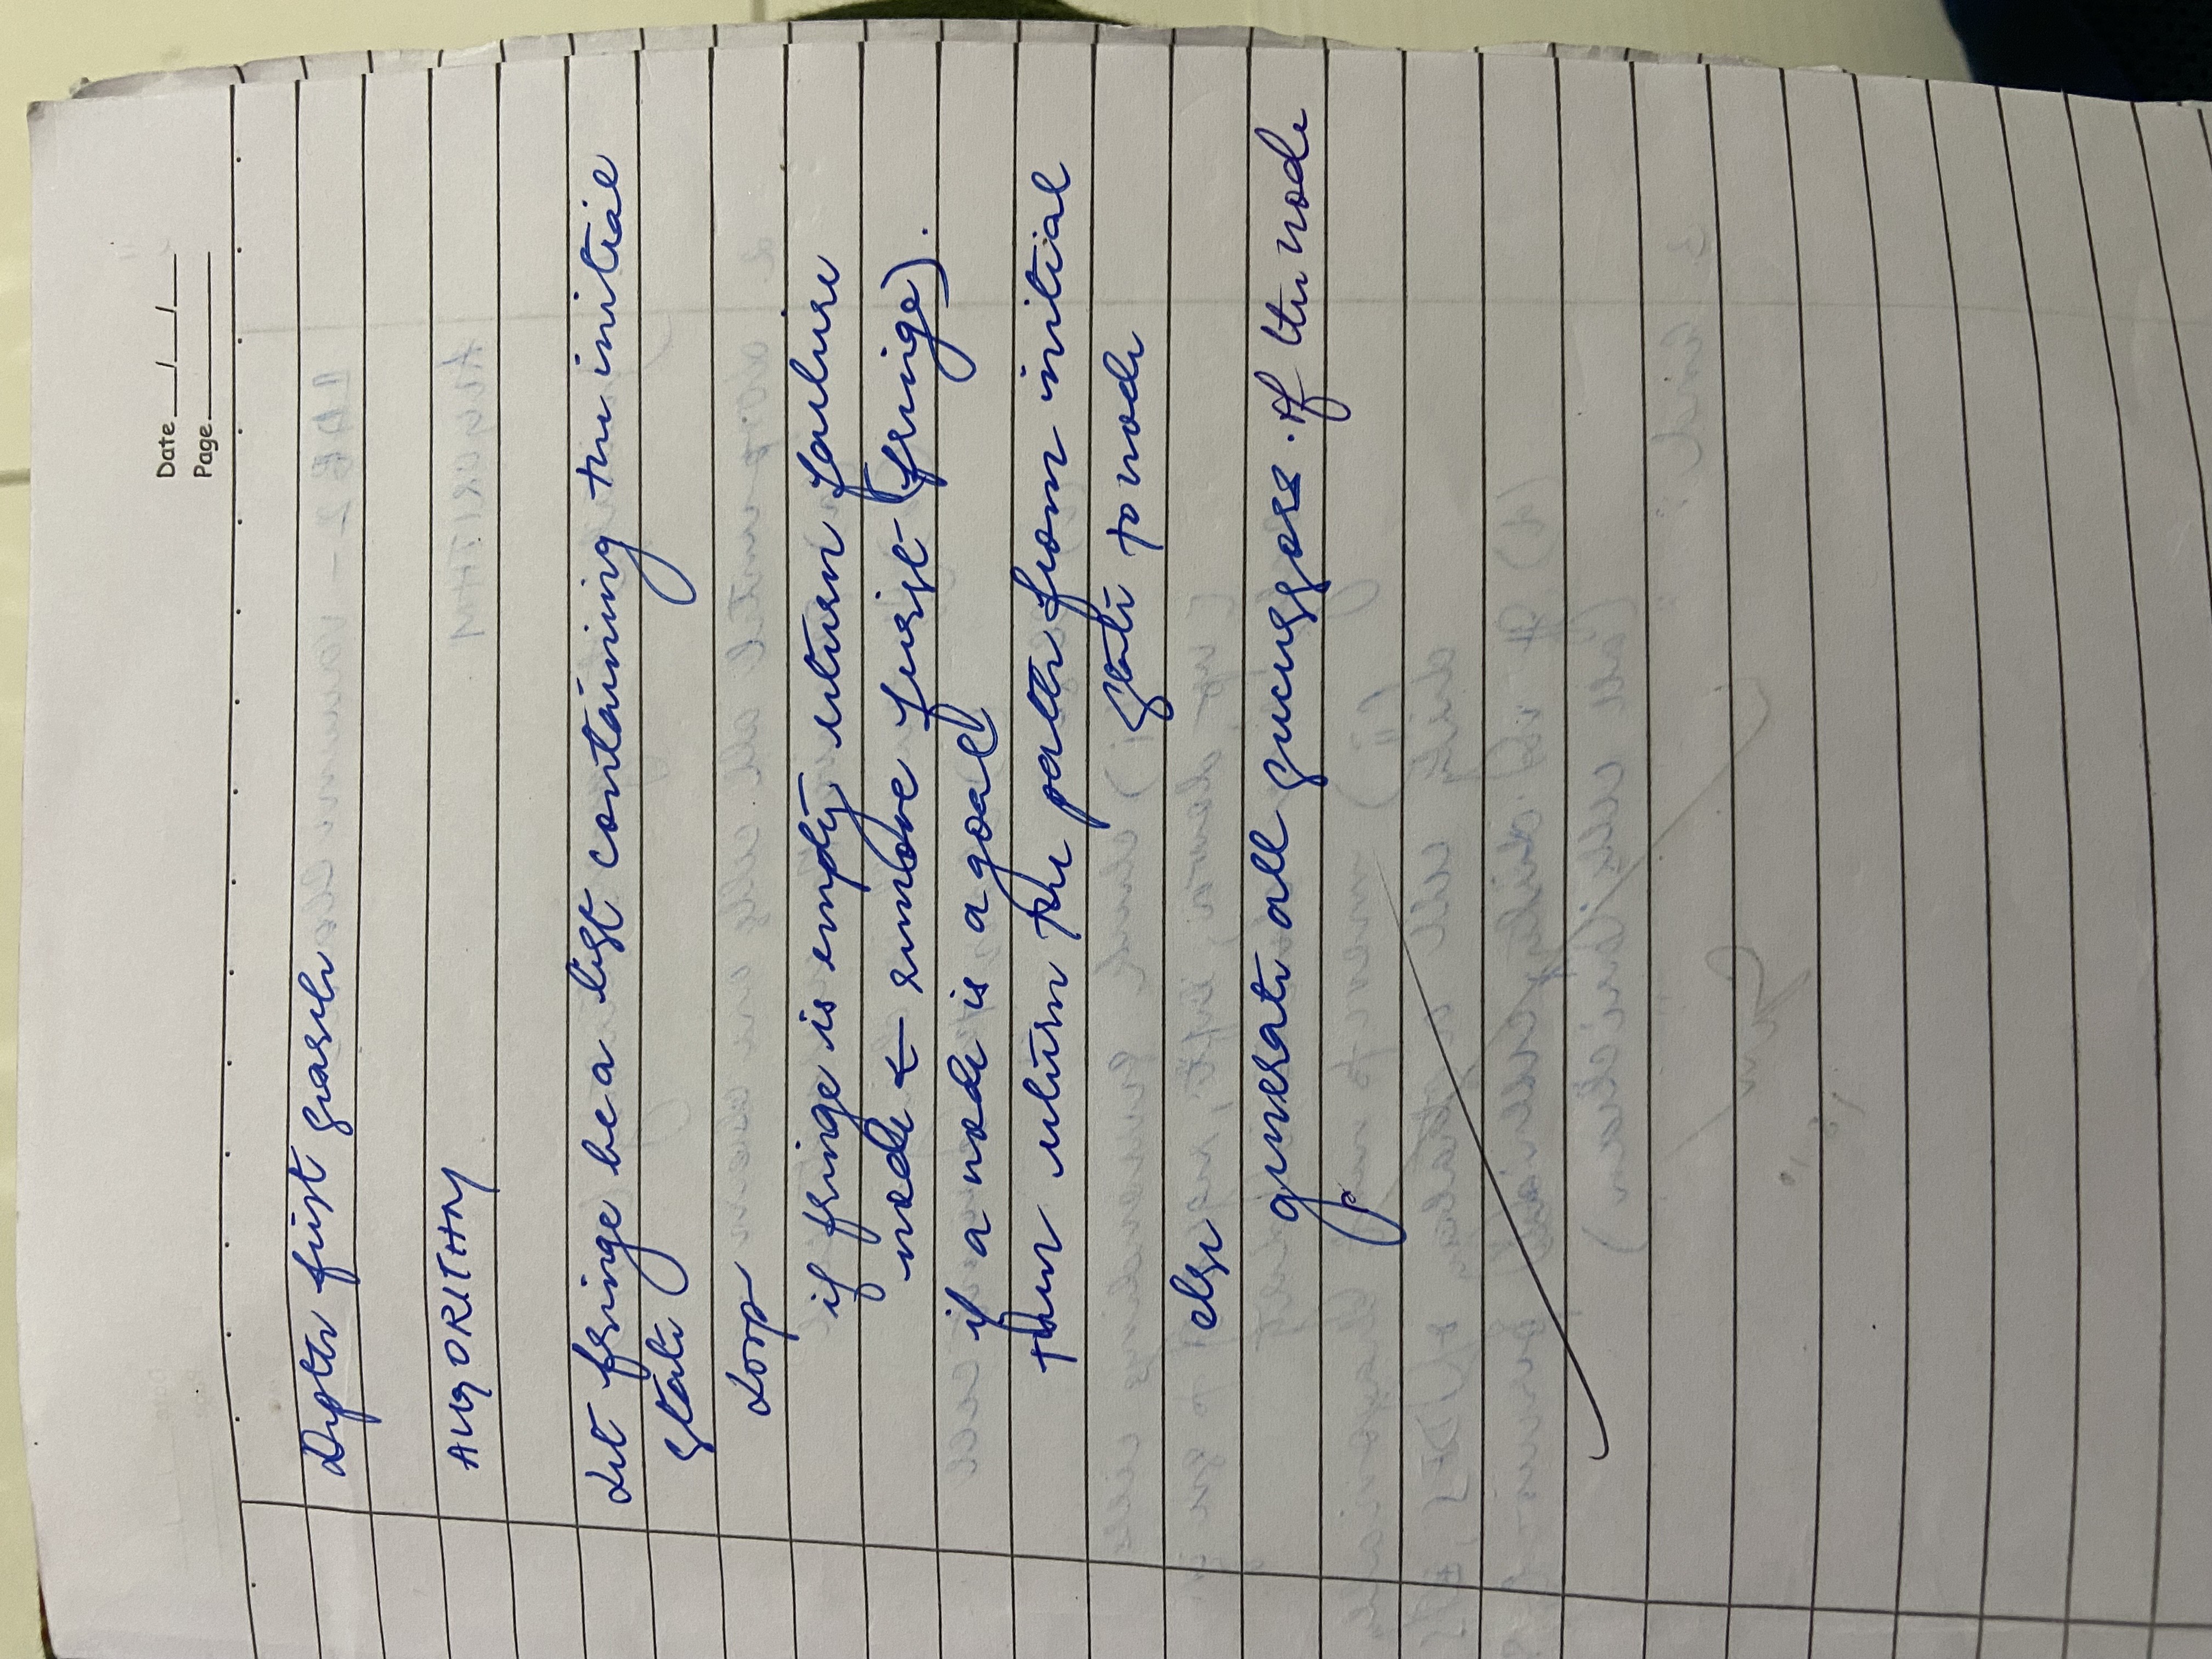 Date __/__/__
Page
Depth first search
ALGORITHM
Let fringe be a list containing the initial
state
Loop
if fringe is empty return failure
node ← remove first (fringe).
if a node is a goal
then return the path from initial
state to node
else
generate all successors of the node